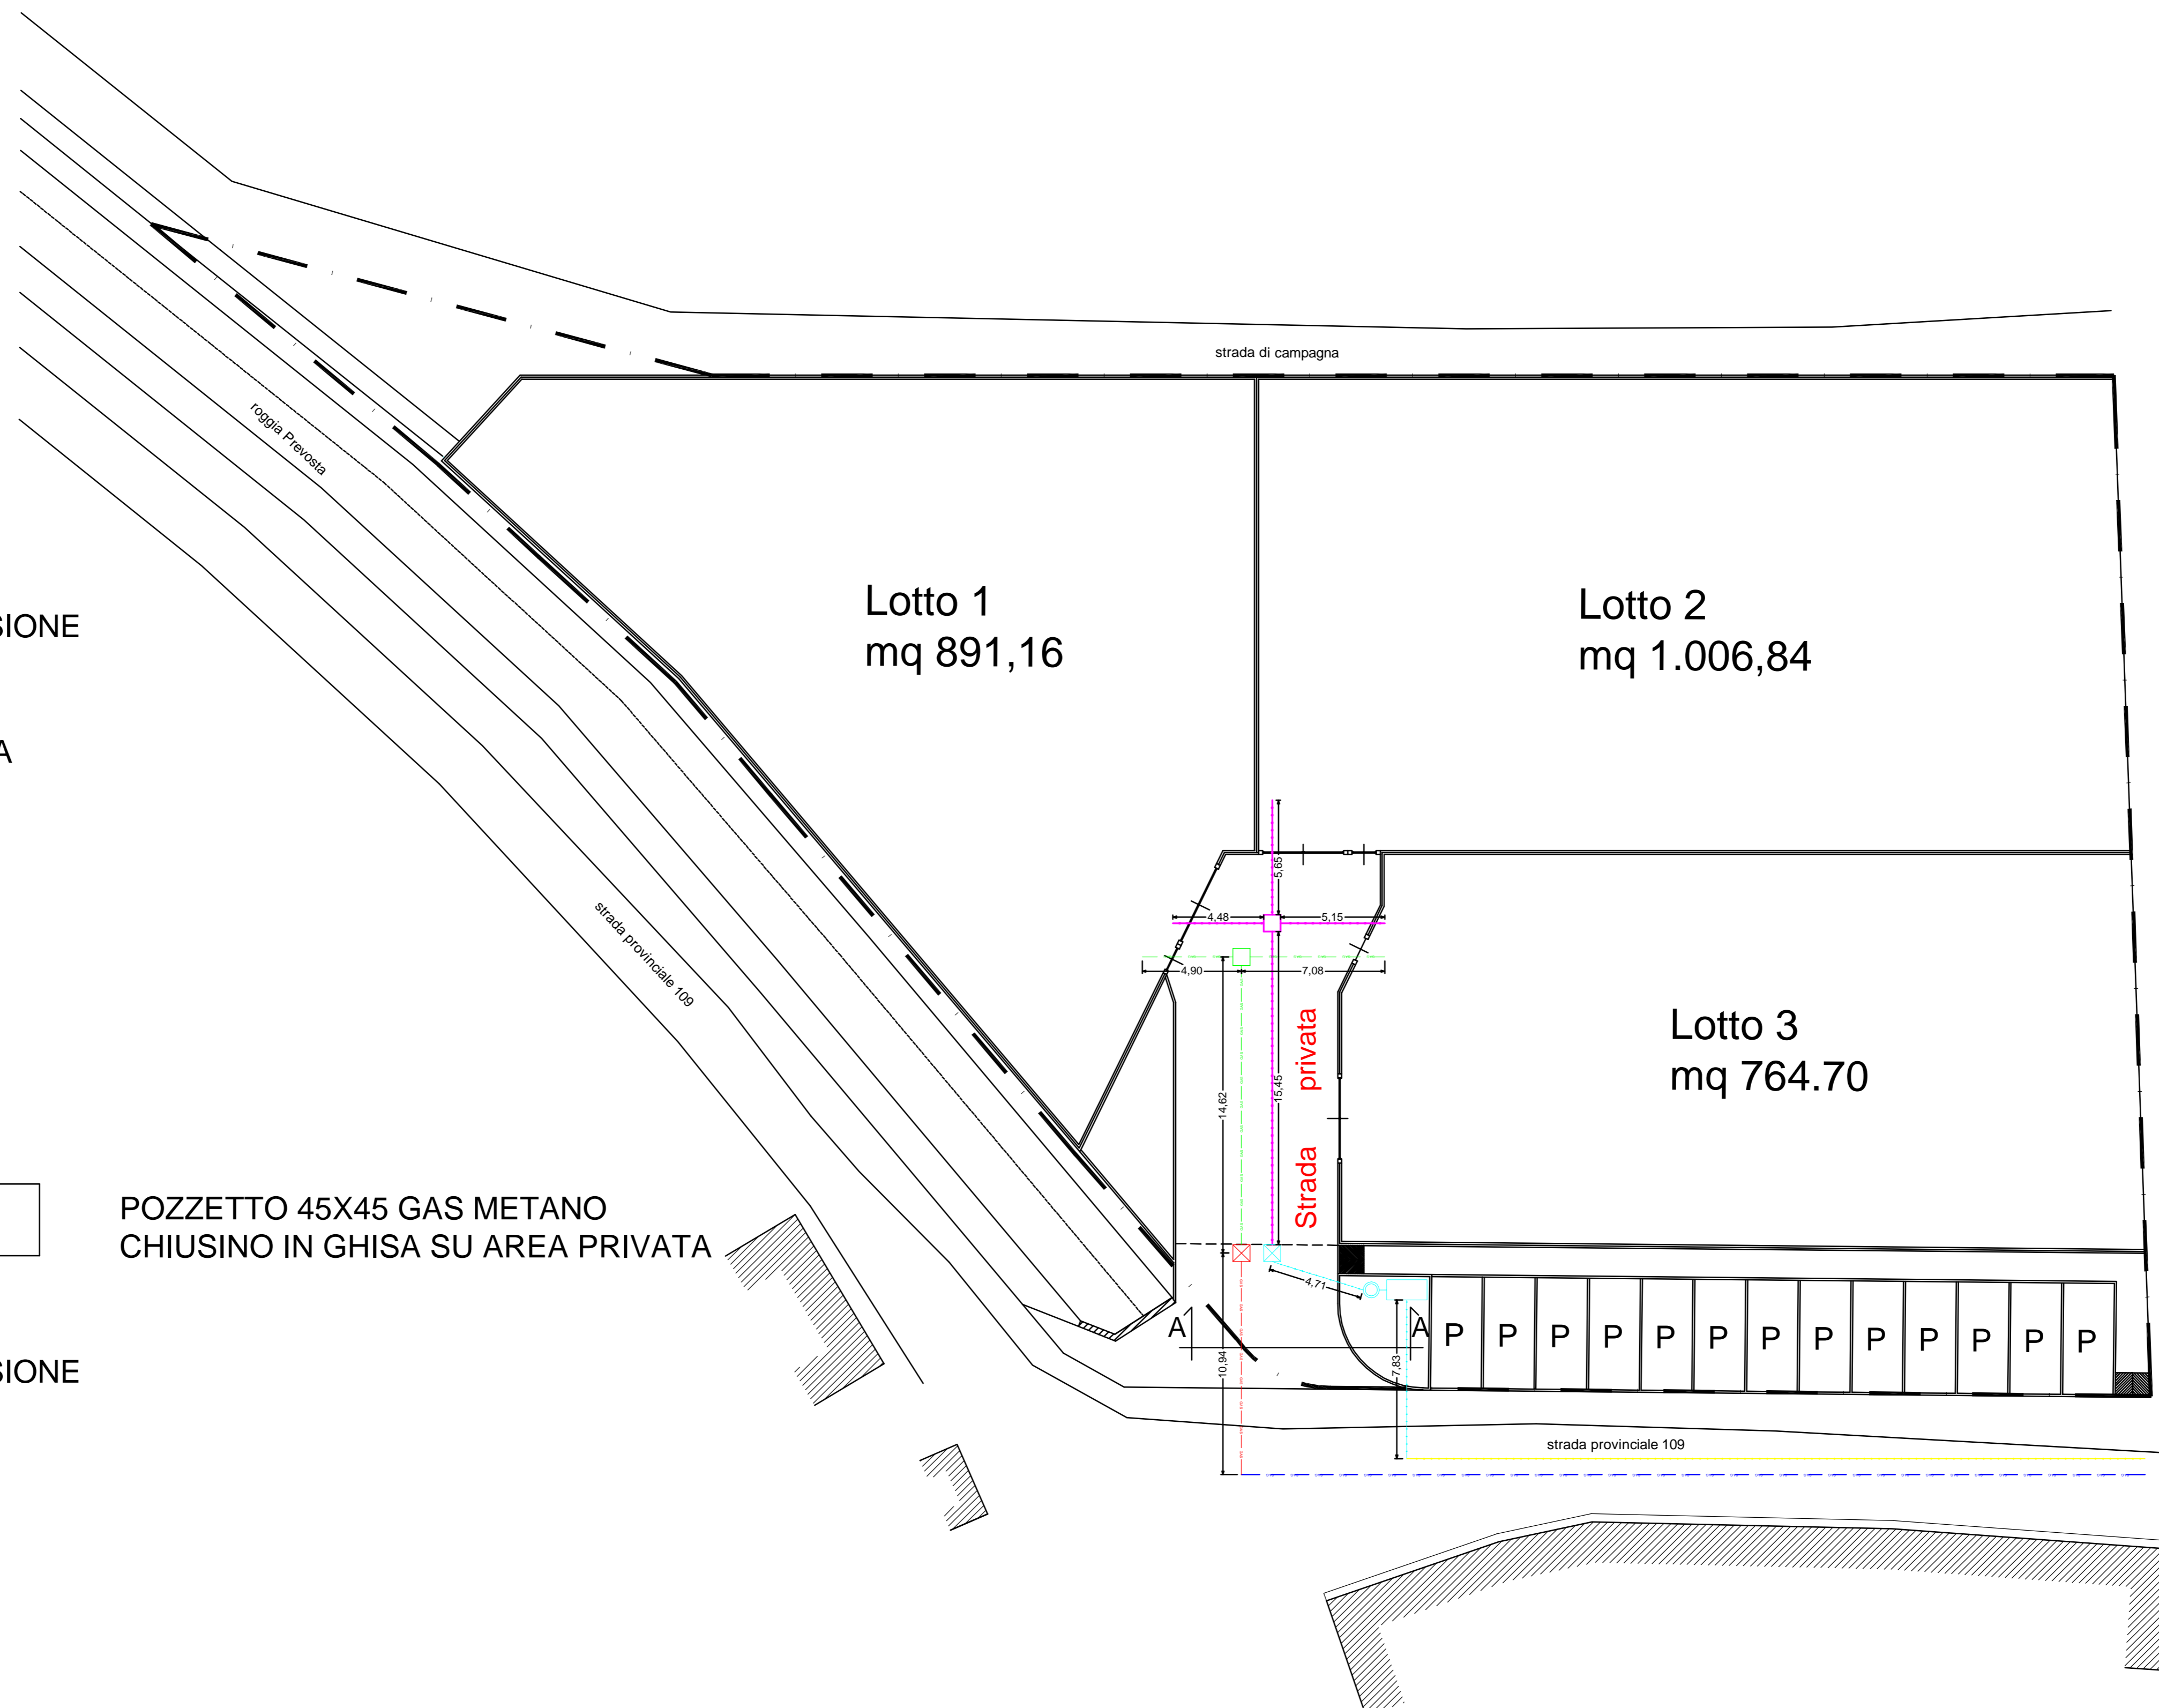 strada di campagna
roggia Prevosta
Lotto 1
mq 891,16
Lotto 2
mq 1.006,84
SIONE
A
5,65
4,48
5,15
4,90
7,08
strada provinciale 109
Lotto 3
mq 764.70
14,62
15,45
Strada privata
POZZETTO 45X45 GAS METANO
CHIUSINO IN GHISA SU AREA PRIVATA
4,71
A
A
P P P P P P P P P P P P P
10,94
7,83
SIONE
strada provinciale 109